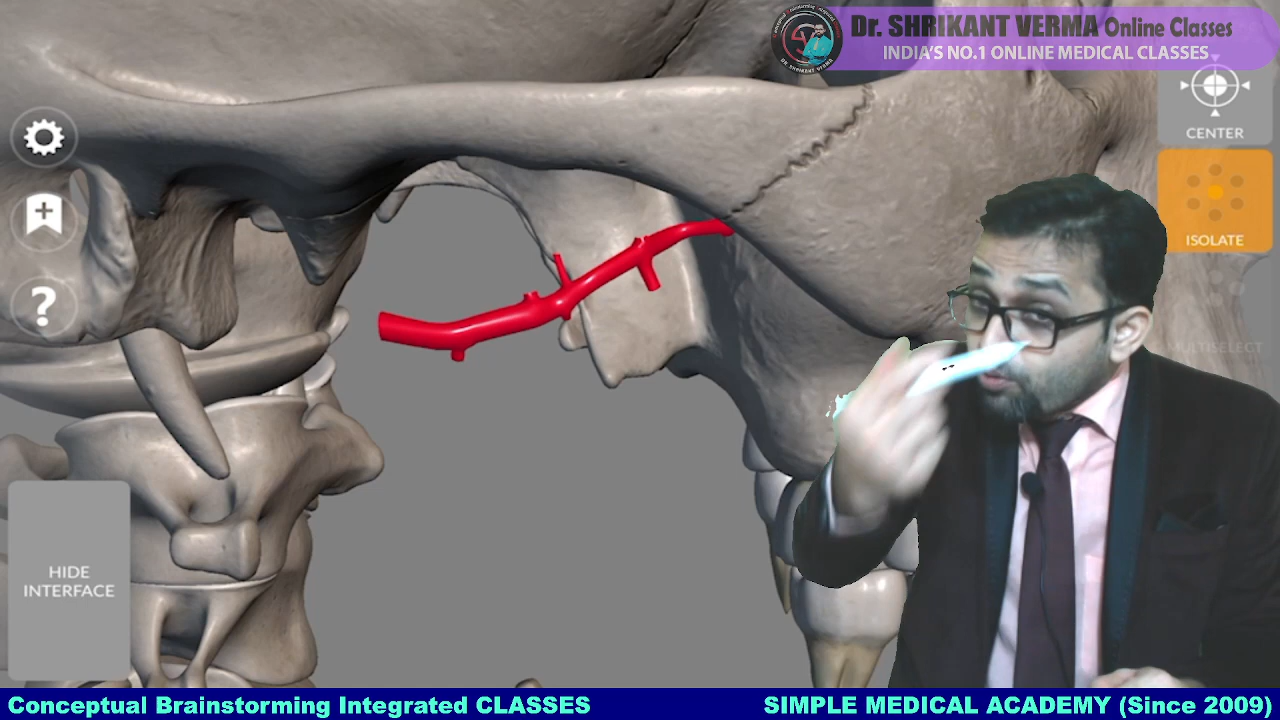 Dr. SHRIKANT VERMA Online Classes
INDIA'S NO.1 ONLINE MEDICAL CLASSES
CENTER
ISOLATE
MULTISELECT
?
HIDE
INTERFACE
Conceptual Brainstorming Integrated CLASSES
SIMPLE MEDICAL ACADEMY (Since 2009)